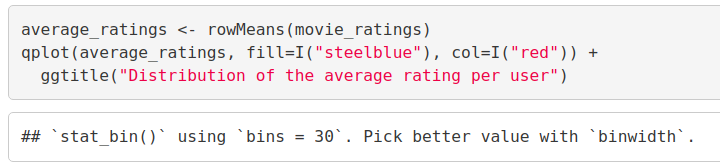 average_ratings <- rowMeans(movie_ratings)
qplot(average_ratings, fill=I("steelblue"), col=I("red")) +
  ggtitle("Distribution of the average rating per user")
## `stat_bin()` using `bins = 30`. Pick better value with `binwidth`.